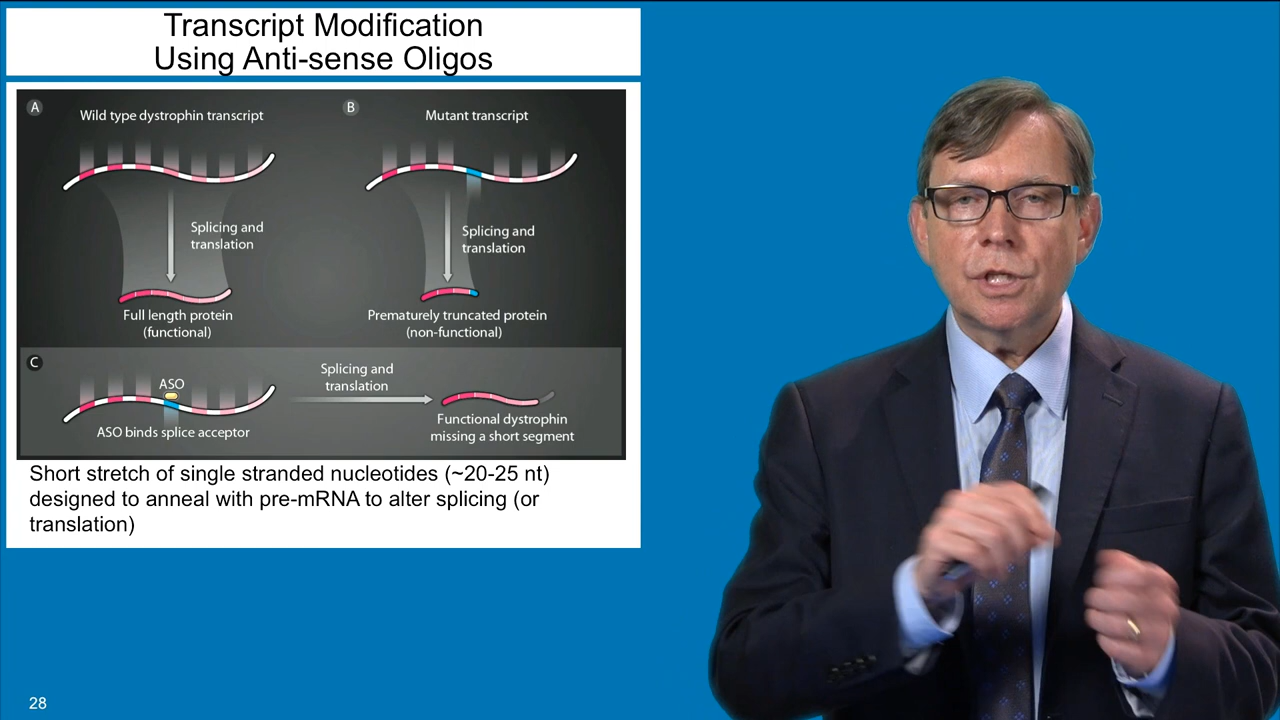 Transcript Modification
Using Anti-sense Oligos
A
Wild type dystrophin transcript
Splicing and
translation
Full length protein
(functional)
B
Mutant transcript
Splicing and
translation
Prematurely truncated protein
(non-functional)
C
ASO
ASO binds splice acceptor
Splicing and
translation
Functional dystrophin
missing a short segment
Short stretch of single stranded nucleotides (~20-25 nt)
designed to anneal with pre-mRNA to alter splicing (or
translation)
28